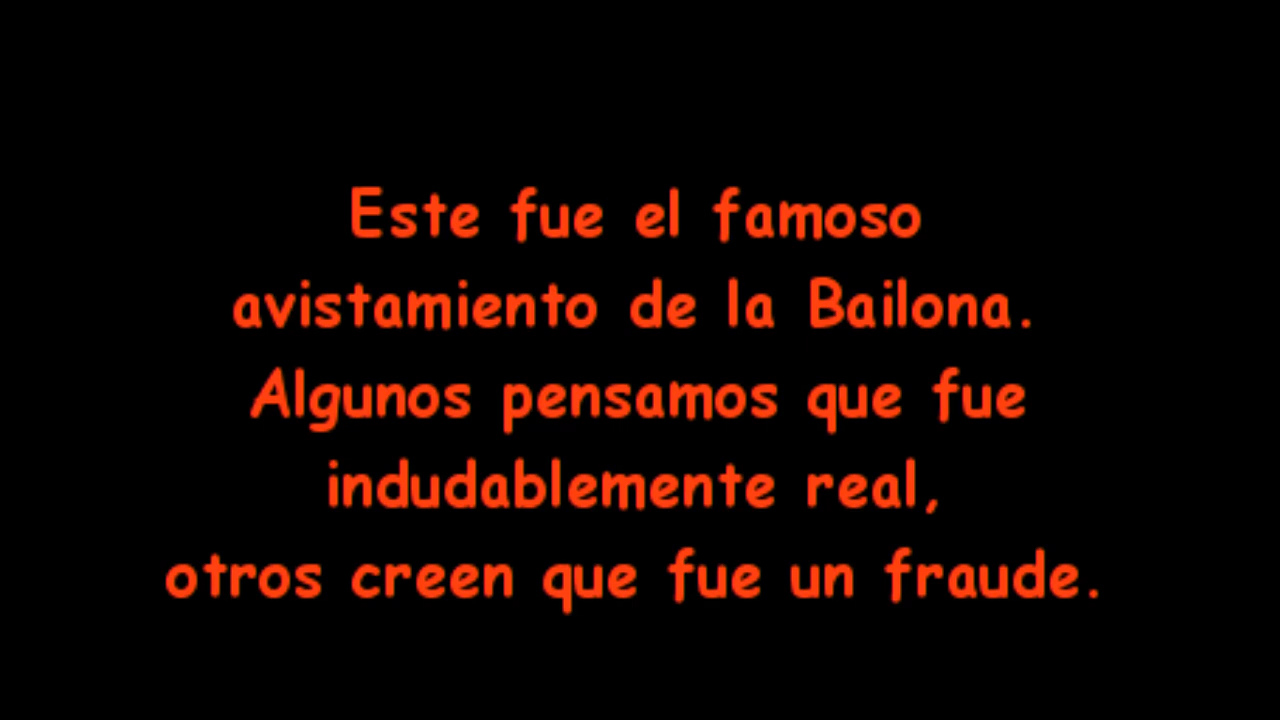 Este fue el famoso
avistamiento de la Bailona.
Algunos pensamos que fue
indudablemente real,
otros creen que fue un fraude.